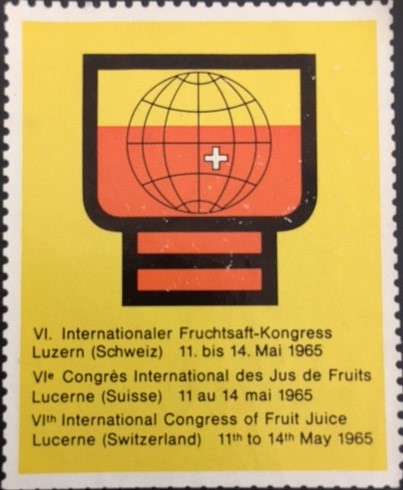 VI. Internationaler Fruchtsaft-Kongress
Luzern (Schweiz) 11. bis 14. Mai 1965
VIe Congrès International des Jus de Fruits
Lucerne (Suisse) 11 au 14 mai 1965
VIth International Congress of Fruit Juice
Lucerne (Switzerland) 11th to 14th May 1965